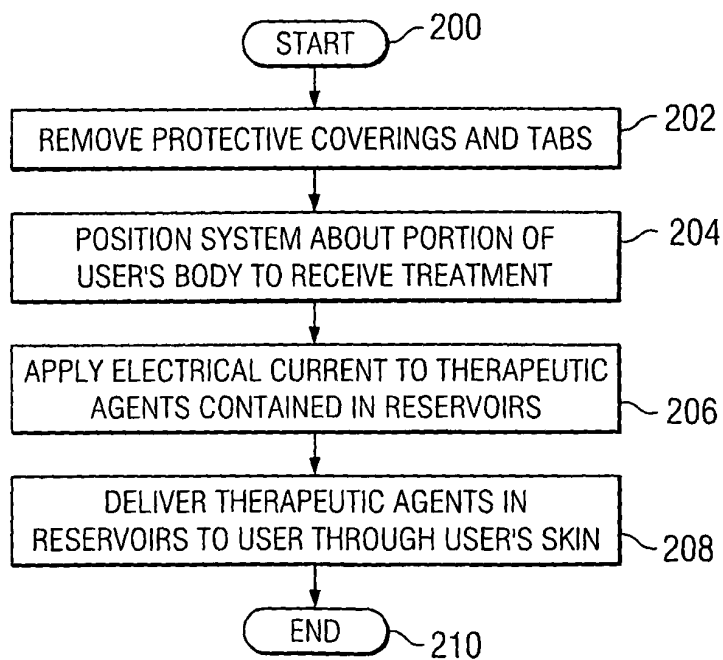 START
200
REMOVE PROTECTIVE COVERINGS AND TABS
202
POSITION SYSTEM ABOUT PORTION OF
USER'S BODY TO RECEIVE TREATMENT
204
APPLY ELECTRICAL CURRENT TO THERAPEUTIC
AGENTS CONTAINED IN RESERVOIRS
206
DELIVER THERAPEUTIC AGENTS IN
RESERVOIRS TO USER THROUGH USER'S SKIN
208
END
210